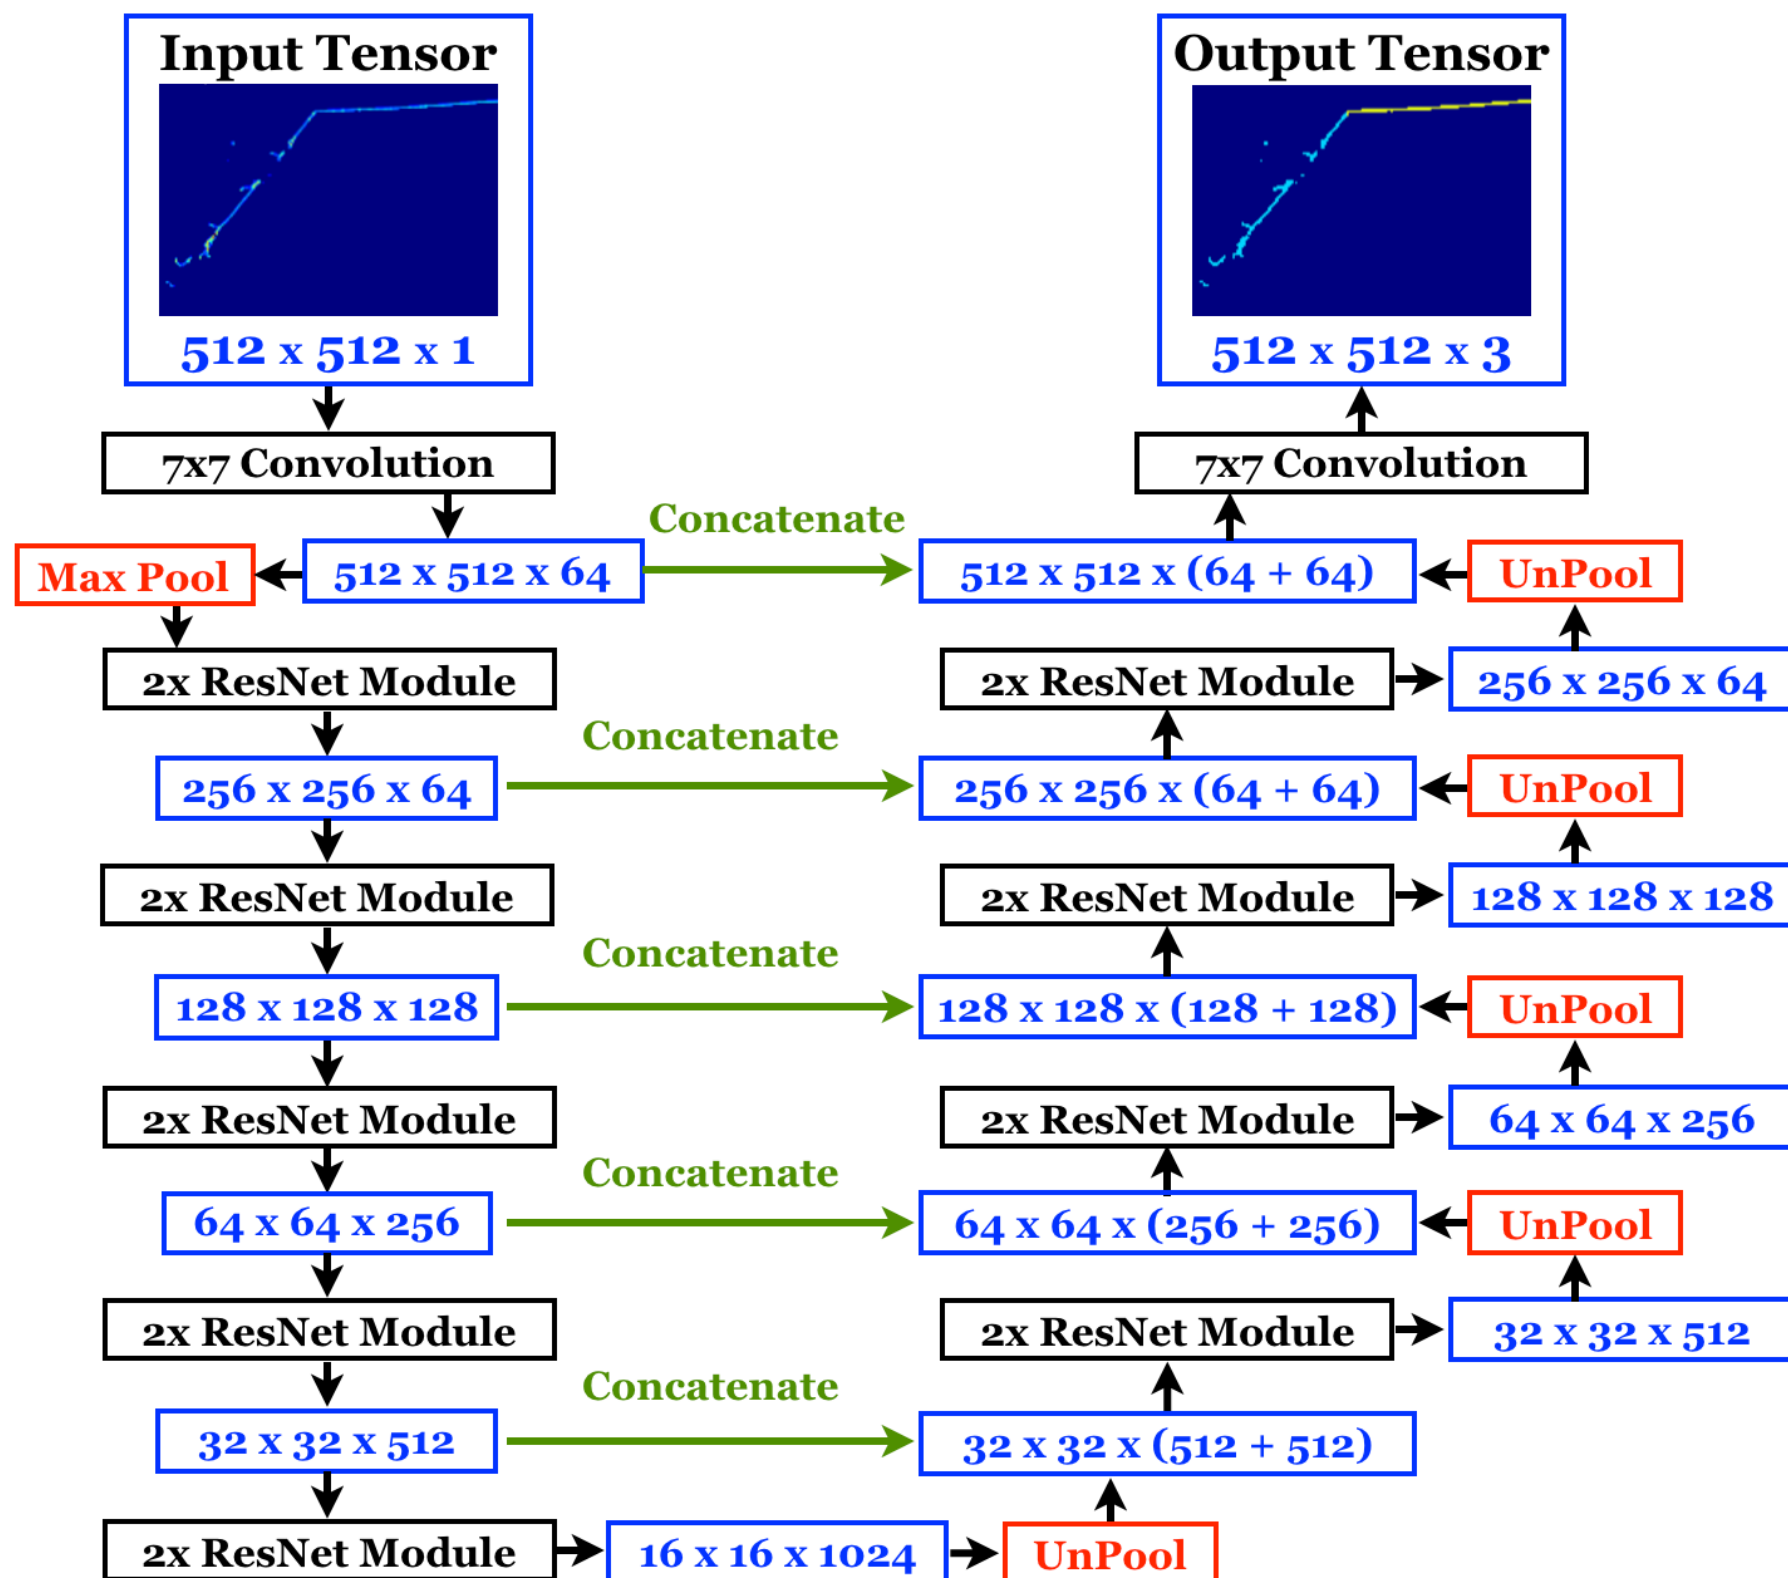 Input Tensor
512 x 512 x 1
7x7 Convolution
512 x 512 x 64
Max Pool
2x ResNet Module
256 x 256 x 64
2x ResNet Module
128 x 128 x 128
2x ResNet Module
64 x 64 x 256
2x ResNet Module
32 x 32 x 512
2x ResNet Module
16 x 16 x 1024
UnPool
Concatenate
Concatenate
Concatenate
Concatenate
Concatenate
32 x 32 x (512 + 512)
2x ResNet Module
32 x 32 x 512
UnPool
64 x 64 x (256 + 256)
2x ResNet Module
64 x 64 x 256
UnPool
128 x 128 x (128 + 128)
2x ResNet Module
128 x 128 x 128
UnPool
256 x 256 x (64 + 64)
2x ResNet Module
256 x 256 x 64
UnPool
512 x 512 x (64 + 64)
7x7 Convolution
Output Tensor
512 x 512 x 3